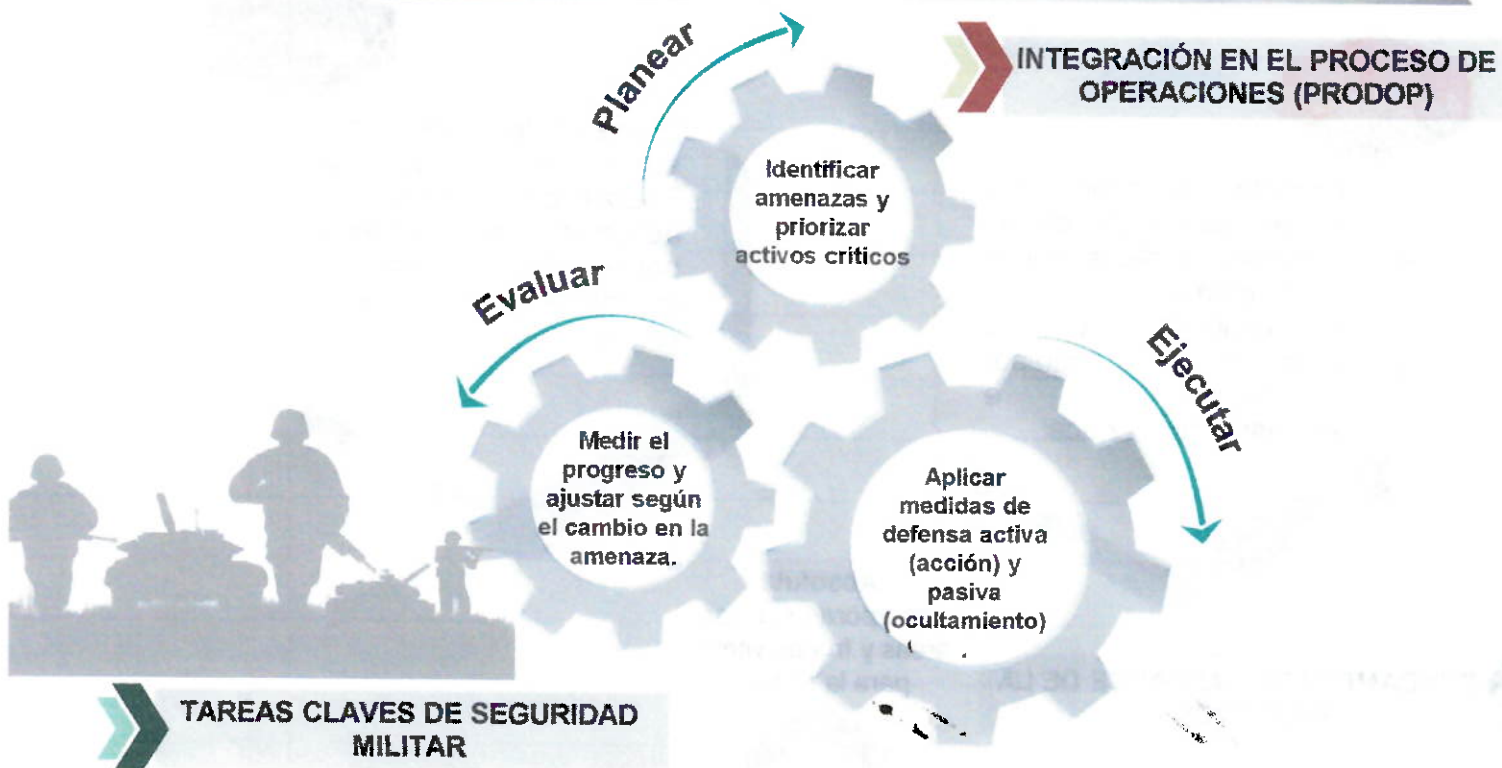 INTEGRACIÓN EN EL PROCESO DE
OPERACIONES (PRODOP)
Planear
Identificar
amenazas y
priorizar
activos críticos
Evaluar
Medir el
progreso y
ajustar según
el cambio en la
amenaza.
Ejecutar
Aplicar
medidas de
defensa activa
(acción) y
pasiva
(ocultamiento)
TAREAS CLAVES DE SEGURIDAD
MILITAR